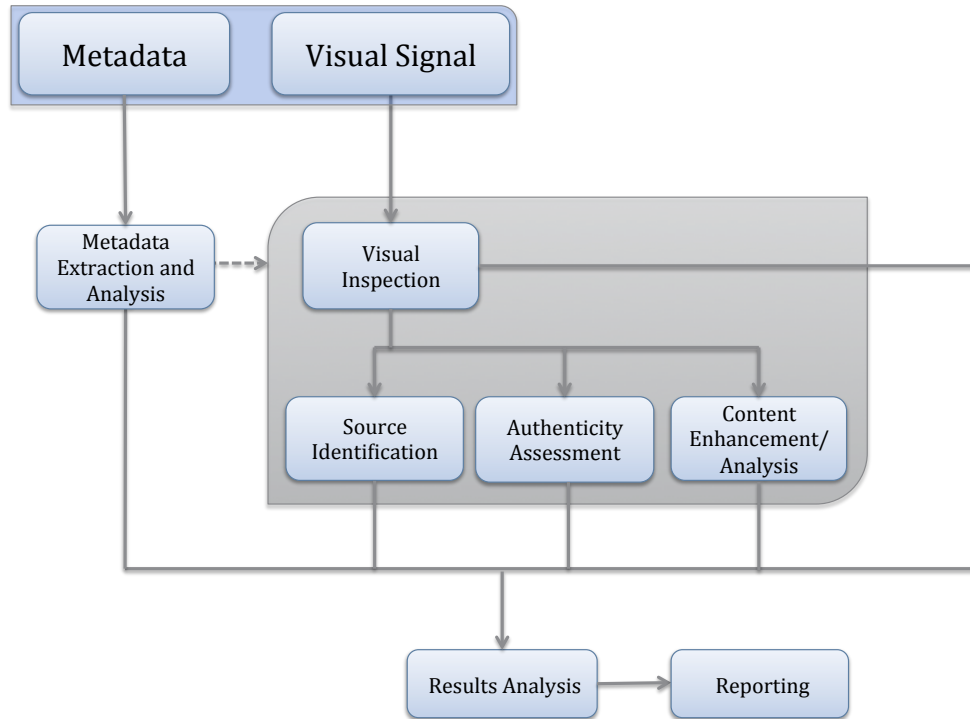 Metadata
Visual Signal
Metadata
Extraction and
Analysis
Visual
Inspection
Source
Identification
Authenticity
Assessment
Content
Enhancement/
Analysis
Results Analysis
Reporting